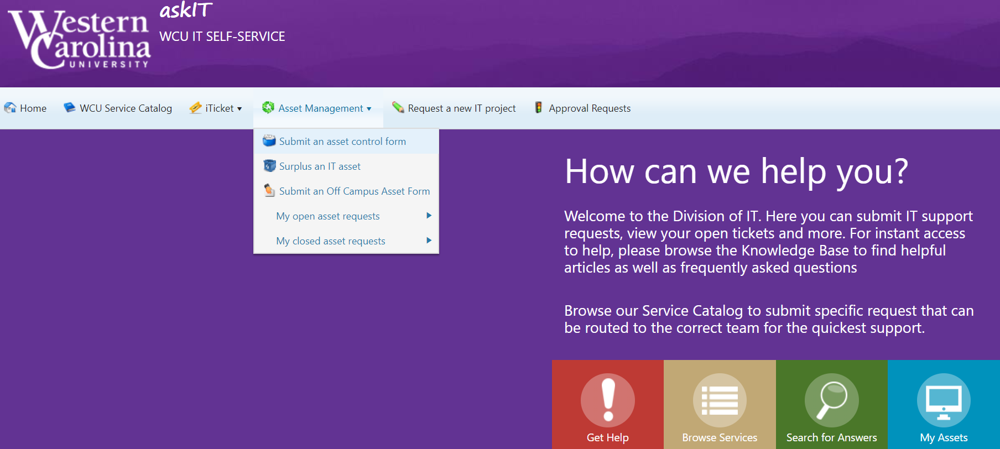 Western
Carolina
UNIVERSITY
askIT
WCU IT SELF-SERVICE
Home
WCU Service Catalog
iTicket
Asset Management
Request a new IT project
Approval Requests
Submit an asset control form
Surplus an IT asset
Submit an Off Campus Asset Form
My open asset requests
My closed asset requests
How can we help you?
Welcome to the Division of IT. Here you can submit IT support
requests, view your open tickets and more. For instant access
to help, please browse the Knowledge Base to find helpful
articles as well as frequently asked questions
Browse our Service Catalog to submit specific request that can
be routed to the correct team for the quickest support.
Get Help
Browse Services
Search for Answers
My Assets